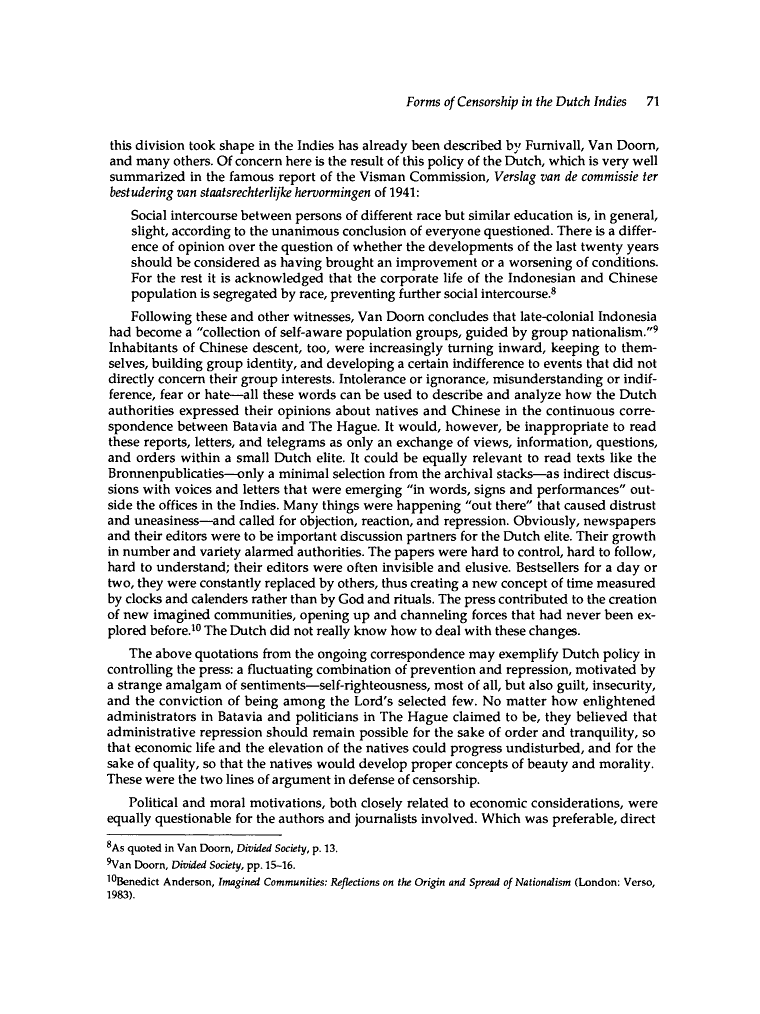 Forms of Censorship in the Dutch Indies 71
this division took shape in the Indies has already been described by Furnivall, Van Doorn,
and many others. Of concern here is the result of this policy of the Dutch, which is very well
summarized in the famous report of the Visman Commission, Verslag van de commissie ter
bestudering van staatsrechterlijke hervormingen of 1941:
Social intercourse between persons of different race but similar education is, in general,
slight, according to the unanimous conclusion of everyone questioned. There is a differ-
ence of opinion over the question of whether the developments of the last twenty years
should be considered as having brought an improvement or a worsening of conditions.
For the rest it is acknowledged that the corporate life of the Indonesian and Chinese
population is segregated by race, preventing further social intercourse.8
Following these and other witnesses, Van Doorn concludes that late-colonial Indonesia
had become a "collection of self-aware population groups, guided by group nationalism."9
Inhabitants of Chinese descent, too, were increasingly turning inward, keeping to them-
selves, building group identity, and developing a certain indifference to events that did not
directly concern their group interests. Intolerance or ignorance, misunderstanding or indif-
ference, fear or hate—all these words can be used to describe and analyze how the Dutch
authorities expressed their opinions about natives and Chinese in the continuous corre-
spondence between Batavia and The Hague. It would, however, be inappropriate to read
these reports, letters, and telegrams as only an exchange of views, information, questions,
and orders within a small Dutch elite. It could be equally relevant to read texts like the
Bronnenpublicaties—only a minimal selection from the archival stacks—as indirect discus-
sions with voices and letters that were emerging "in words, signs and performances" out-
side the offices in the Indies. Many things were happening "out there" that caused distrust
and uneasiness—and called for objection, reaction, and repression. Obviously, newspapers
and their editors were to be important discussion partners for the Dutch elite. Their growth
in number and variety alarmed authorities. The papers were hard to control, hard to follow,
hard to understand; their editors were often invisible and elusive. Bestsellers for a day or
two, they were constantly replaced by others, thus creating a new concept of time measured
by clocks and calenders rather than by God and rituals. The press contributed to the creation
of new imagined communities, opening up and channeling forces that had never been ex-
plored before.10 The Dutch did not really know how to deal with these changes.
The above quotations from the ongoing correspondence may exemplify Dutch policy in
controlling the press: a fluctuating combination of prevention and repression, motivated by
a strange amalgam of sentiments—self-righteousness, most of all, but also guilt, insecurity,
and the conviction of being among the Lord's selected few. No matter how enlightened
administrators in Batavia and politicians in The Hague claimed to be, they believed that
administrative repression should remain possible for the sake of order and tranquility, so
that economic life and the elevation of the natives could progress undisturbed, and for the
sake of quality, so that the natives would develop proper concepts of beauty and morality.
These were the two lines of argument in defense of censorship.
Political and moral motivations, both closely related to economic considerations, were
equally questionable for the authors and journalists involved. Which was preferable, direct
8As quoted in Van Doorn, Divided Society, p. 13.
9Van Doorn, Divided Society, pp. 15–16.
10Benedict Anderson, Imagined Communities: Reflections on the Origin and Spread of Nationalism (London: Verso,
1983).